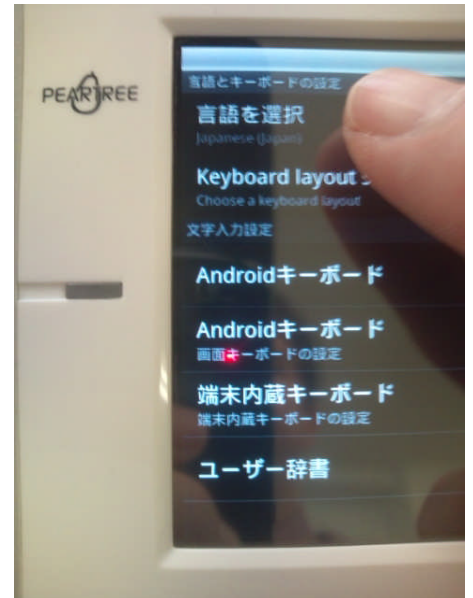 PEARTREE
言語とキーボードの設定
言語を選択
Japanese (Japan)
Keyboard layout
Choose a keyboard layout
文字入力設定
Androidキーボード
Androidキーボード
画面キーボードの設定
端末内蔵キーボード
端末内蔵キーボードの設定
ユーザー辞書